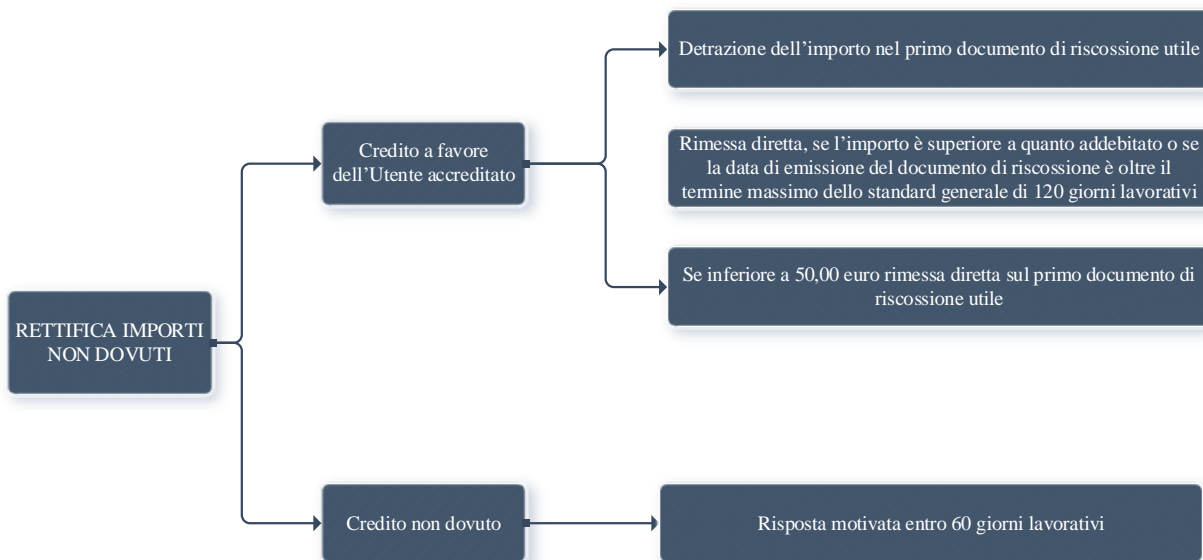 Detrazione dell’importo nel primo documento di riscossione utile
Credito a favore
dell’Utente accreditato
Rimessa diretta, se l’importo è superiore a quanto addebitato o se
la data di emissione del documento di riscossione è oltre il
termine massimo dello standard generale di 120 giorni lavorativi
Se inferiore a 50,00 euro rimessa diretta sul primo documento di
riscossione utile
RETTIFICA IMPORTI
NON DOVUTI
Credito non dovuto
Risposta motivata entro 60 giorni lavorativi